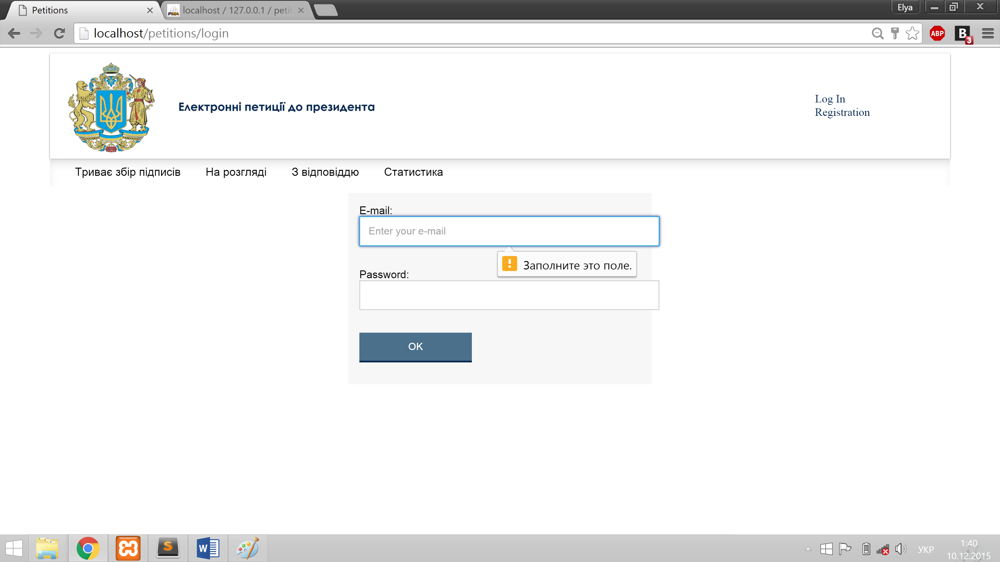 Petitions
localhost / 127.0.0.1 / petit
Elya
localhost/petitions/login
ABP
B
3
Електронні петиції до президента
Log In
Registration
Триває збір підписів
На розгляді
З відповіддю
Статистика
E-mail:
Enter your e-mail
Заполните это поле.
Password:
OK
УКР
1:40
10.12.2015